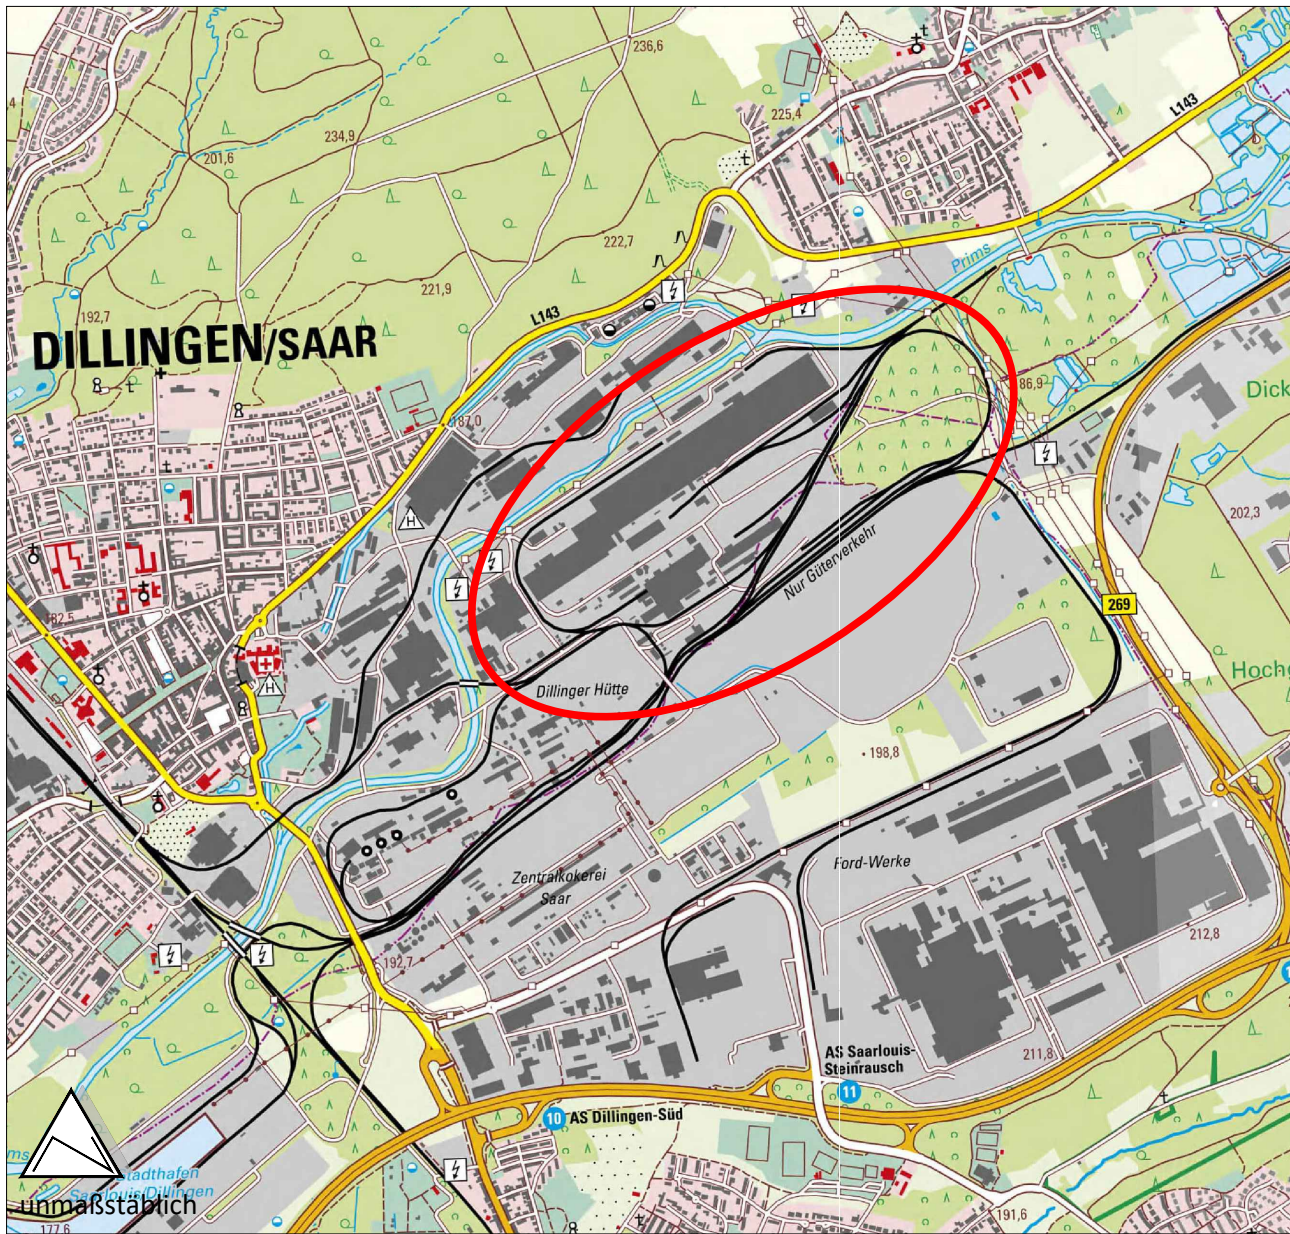 236,6
225,4
L143
234,9
201,6
222,7
Prims
221,9
192,7
L143
DILLINGEN/SAAR
186,9
Dick
187,0
H
202,3
Nur Güterverkehr
182,5
269
Hochg
H
Dillinger Hütte
198,8
Ford-Werke
Zentralkokerei
Saar
212,8
192,7
211,8
AS Saarlouis-
Steinrausch
11
10 AS Dillingen-Süd
Stadthafen
Saarlouis/Dillingen
unmaßstäblich
177,6
191,6